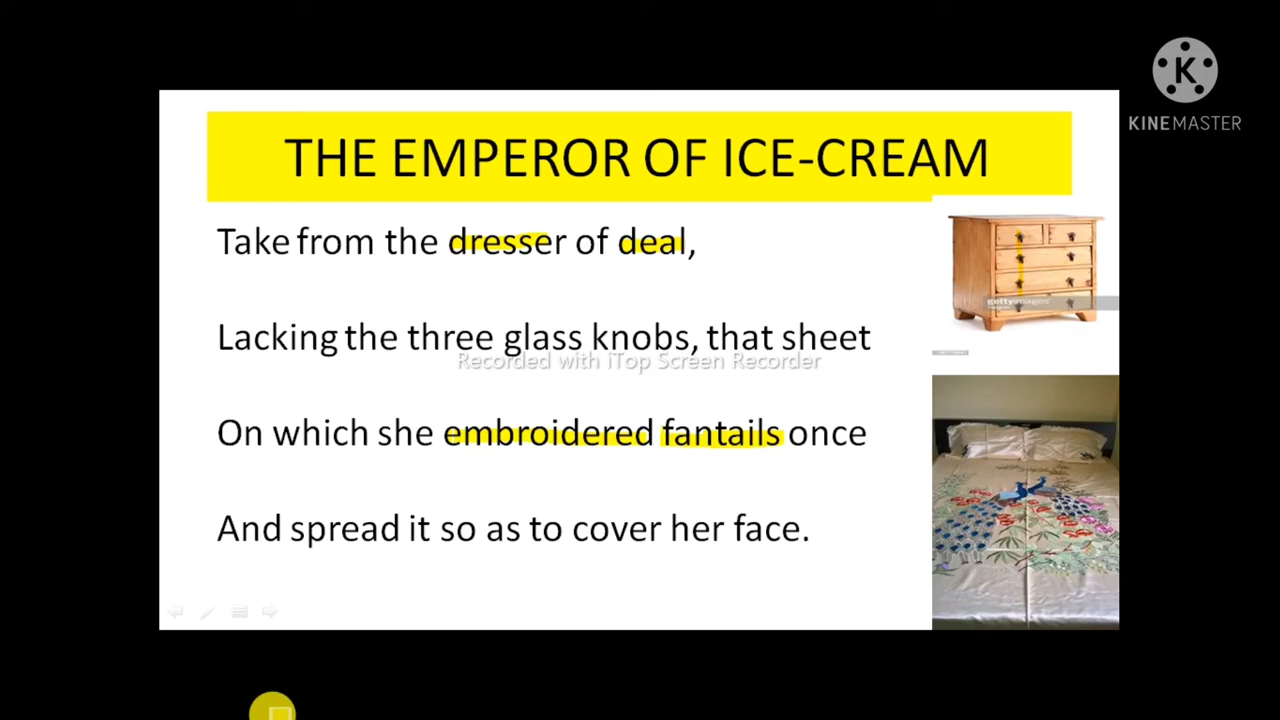 KINEMASTER
THE EMPEROR OF ICE-CREAM
Take from the dresser of deal,
Lacking the three glass knobs, that sheet
Recorded with iTop Screen Recorder
On which she embroidered fantails once
And spread it so as to cover her face.
gettyimages